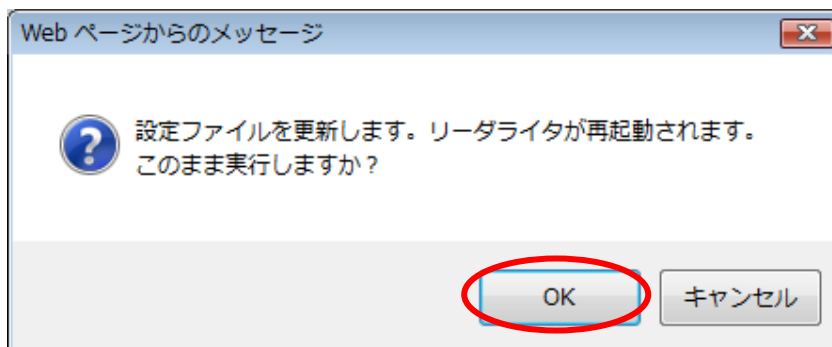 Web ページからのメッセージ
設定ファイルを更新します。リーダライタが再起動されます。
このまま実行しますか？
OK
キャンセル